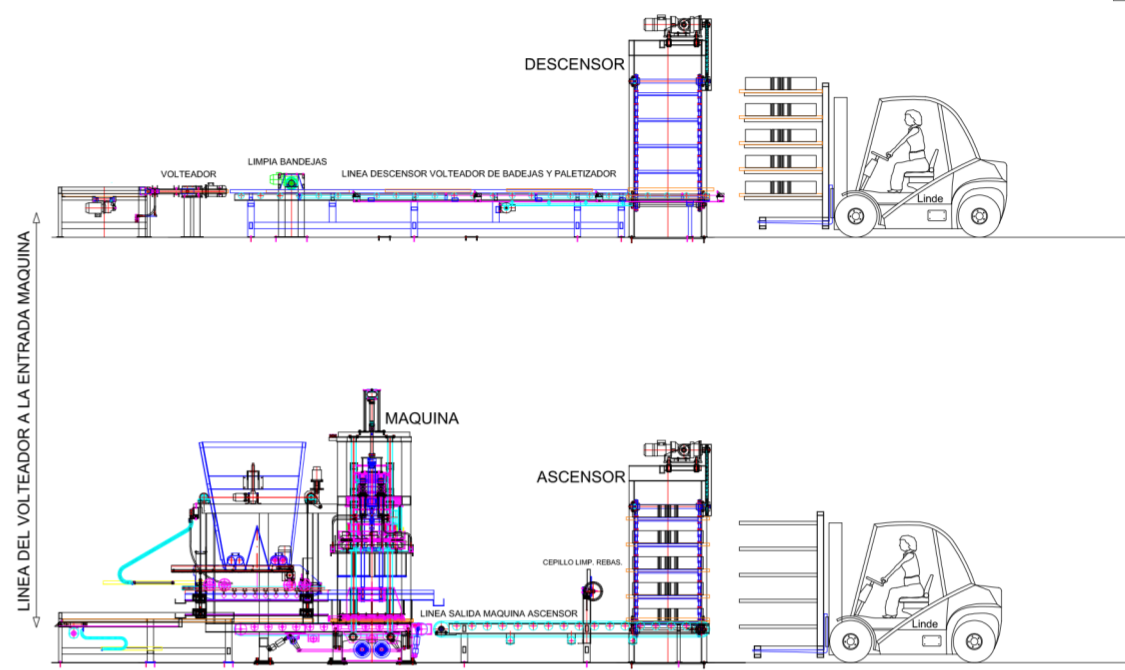 DESCENSOR
LIMPIA BANDEJAS
VOLTEADOR
LINEA DESCENSOR VOLTEADOR DE BADEJAS Y PALETIZADOR
Linde
LINEA DEL VOLTEADOR A LA ENTRADA MAQUINA
MAQUINA
ASCENSOR
CEPILLO LIMP. REBAS.
LINEA SALIDA MAQUINA ASCENSOR
Linde